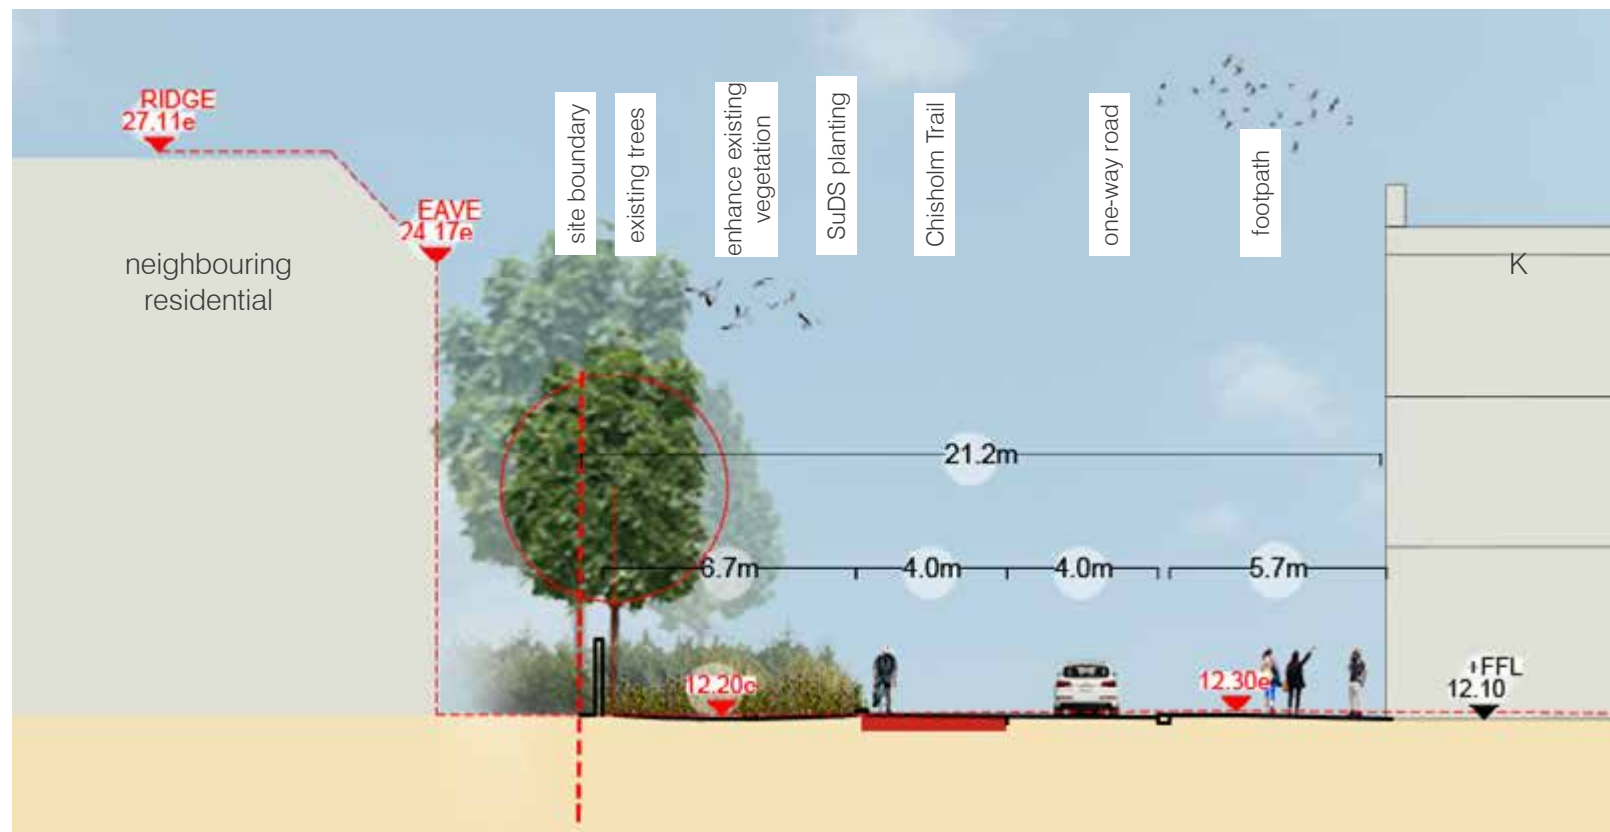 RIDGE
27.11e
EAVE
24.17e
neighbouring
residential
site boundary
existing trees
enhance existing
vegetation
SuDS planting
Chisholm Trail
one-way road
footpath
K
21.2m
6.7m
4.0m
4.0m
5.7m
12.20e
12.30e
+FFL
12.10